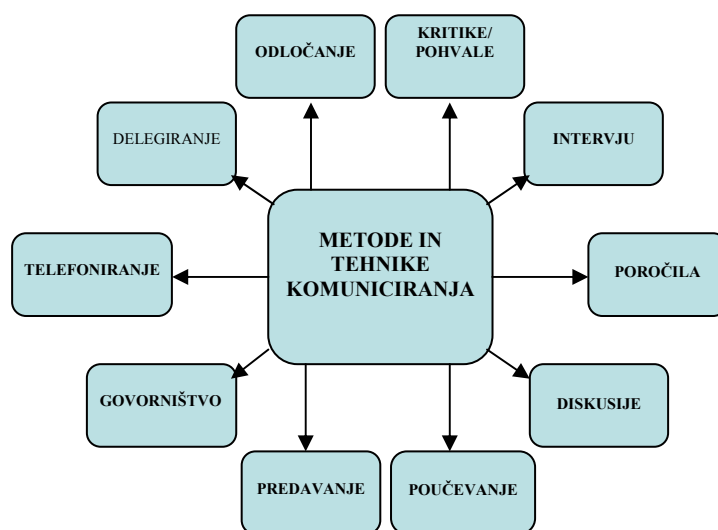 ODLOČANJE
KRITIKE/
POHVALE
DELEGIRANJE
INTERVJU
METODE IN
TEHNIKE
KOMUNICIRANJA
TELEFONIRANJE
POROČILA
GOVORNIŠTVO
DISKUSIJE
PREDAVANJE
POUČEVANJE